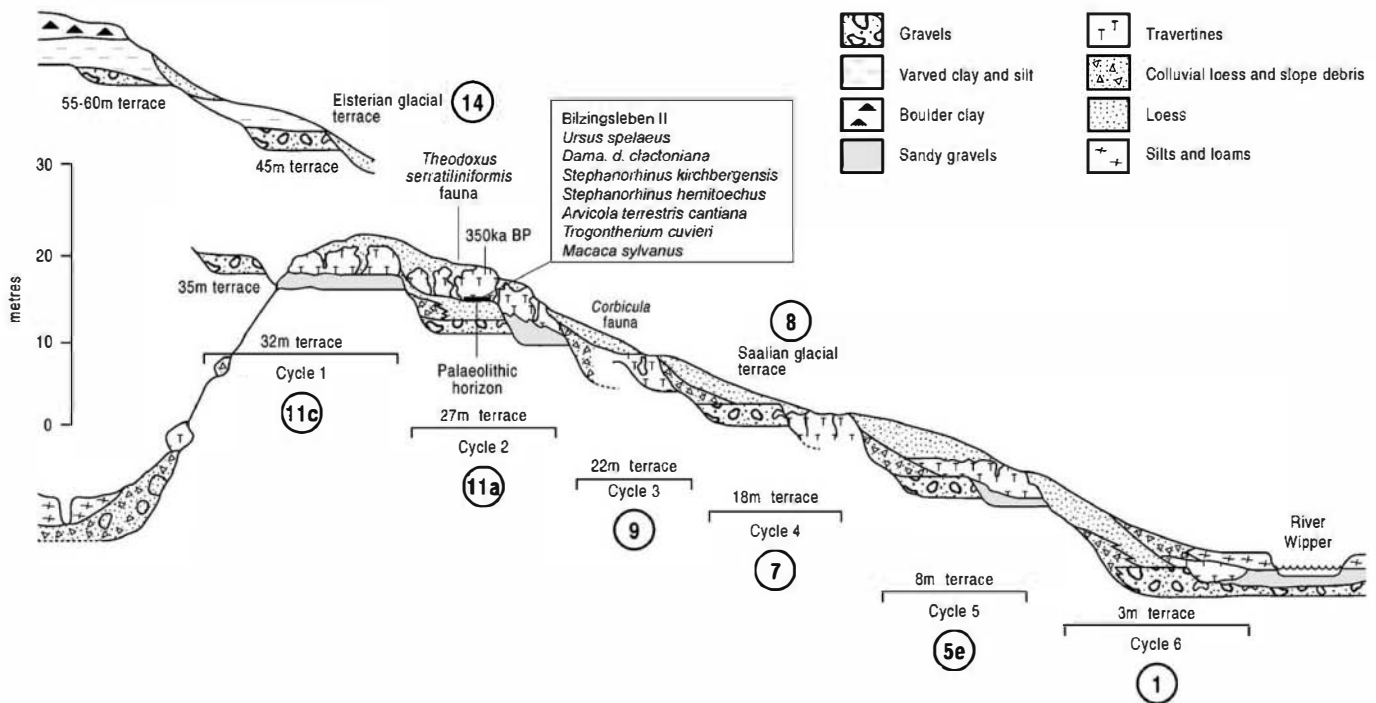 Gravels
Varved clay and silt
Boulder clay
Sandy gravels
Travertines
Colluvial loess and slope debris
Loess
Silts and loams
55-60m terrace
Elsterian glacial
terrace
14
45m terrace
metres
30
20
10
0
Theodoxus
serratiliniformis
fauna
350ka BP
Bilzingsleben II
Ursus spelaeus
Dama. d. clactoniana
Stephanorhinus kirchbergensis
Stephanorhinus hemitoechus
Arvicola terrestris cantiana
Trogontherium cuvieri
Macaca sylvanus
35m terrace
32m terrace
Cycle 1
11c
Palaeolithic
horizon
27m terrace
Cycle 2
11a
Corbicula
fauna
22m terrace
Cycle 3
9
8
Saalian glacial
terrace
18m terrace
Cycle 4
7
8m terrace
Cycle 5
5e
River
Wipper
3m terrace
Cycle 6
1